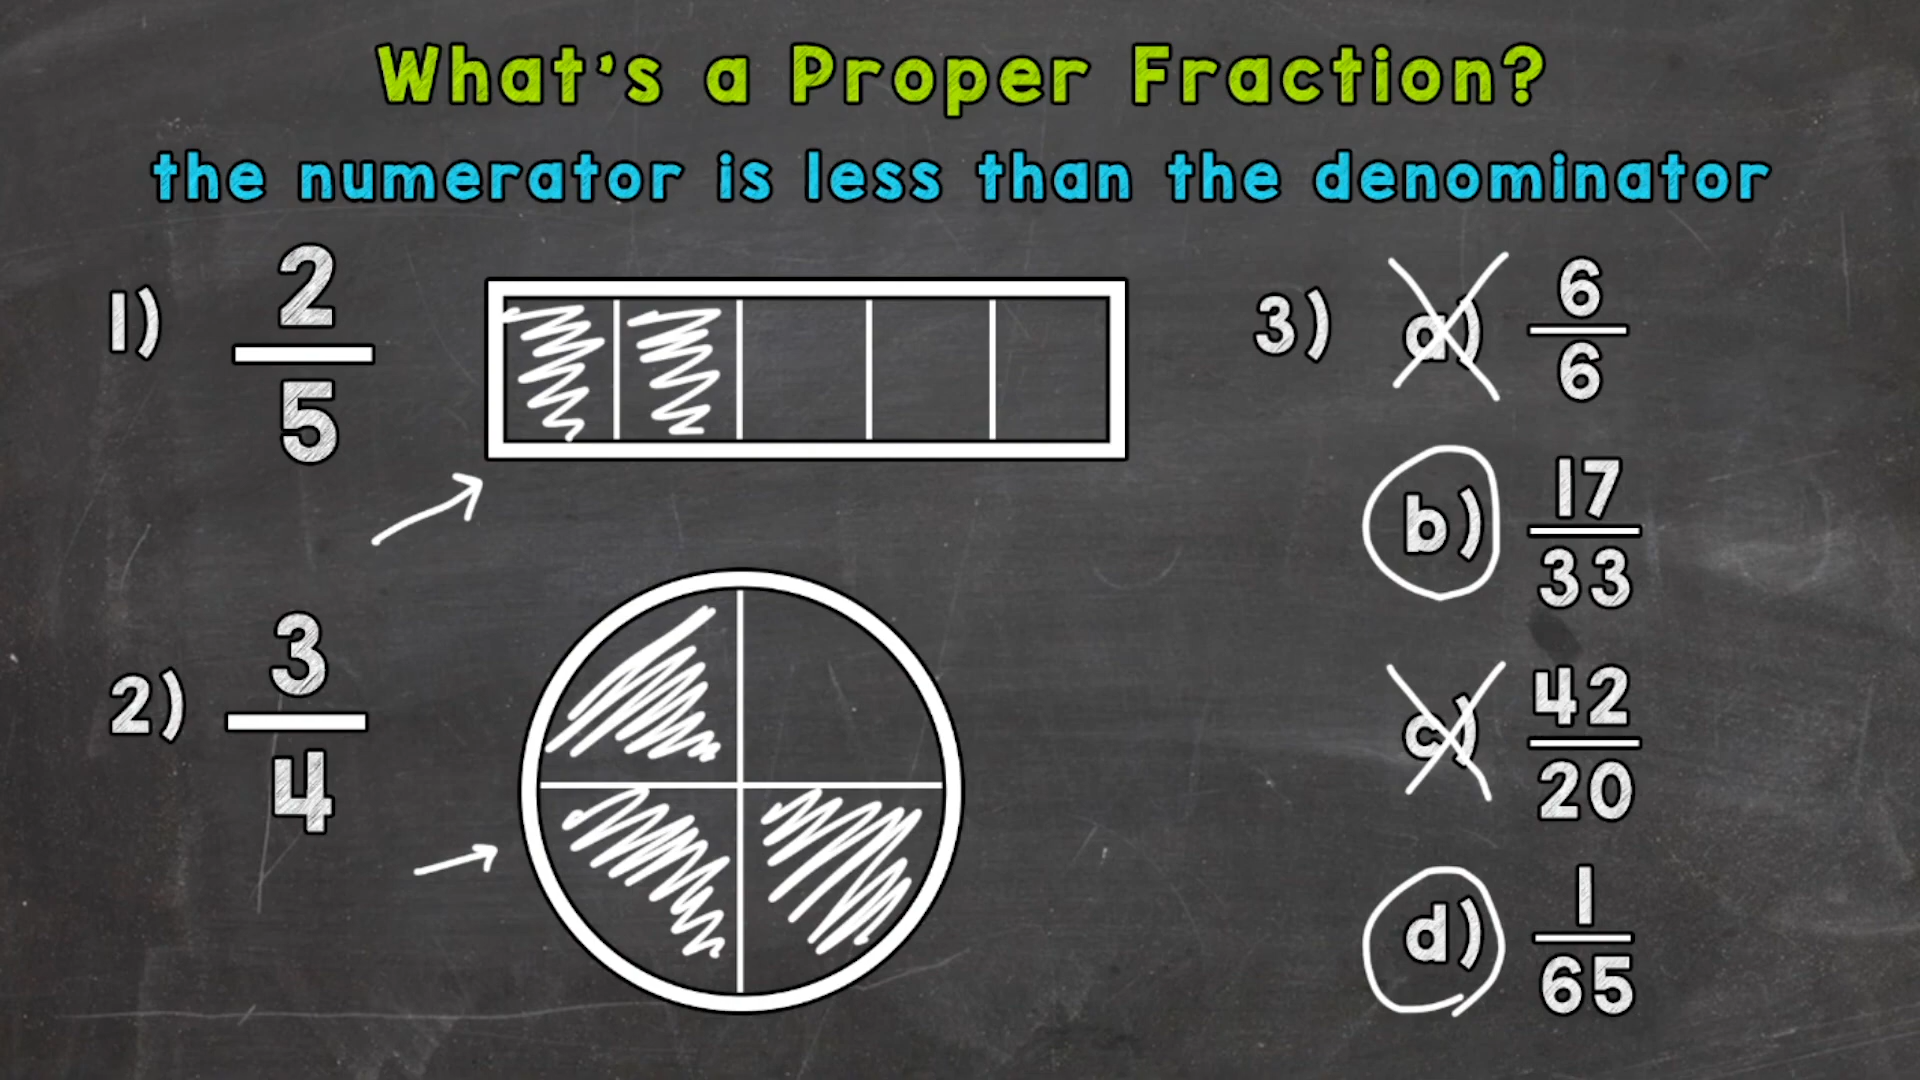 What's a Proper Fraction?
the numerator is less than the denominator
1) 2
5
2) 3
4
3) a) 6
6
b) 17
33
c) 42
20
d) 1
65